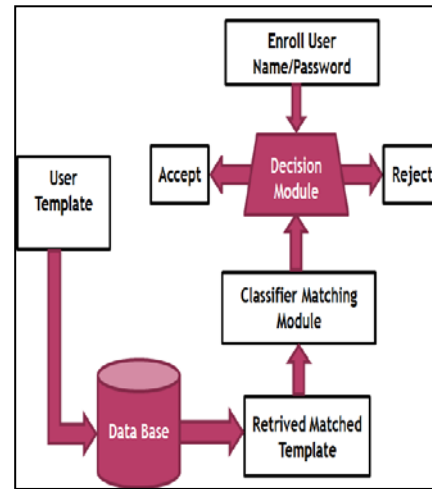 Enroll User
Name/Password
User
Template
Accept
Decision
Module
Reject
Classifier Matching
Module
Data Base
Retrived Matched
Template